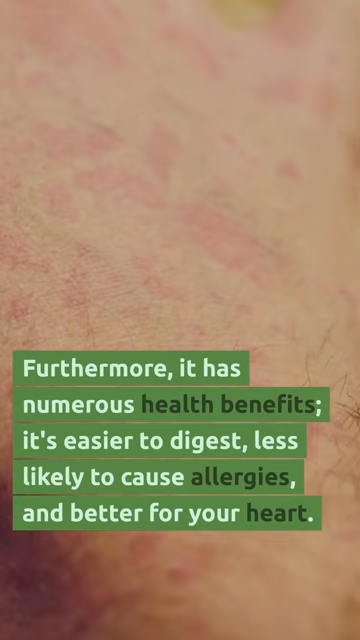 Furthermore, it has
numerous health benefits;
it's easier to digest, less
likely to cause allergies,
and better for your heart.